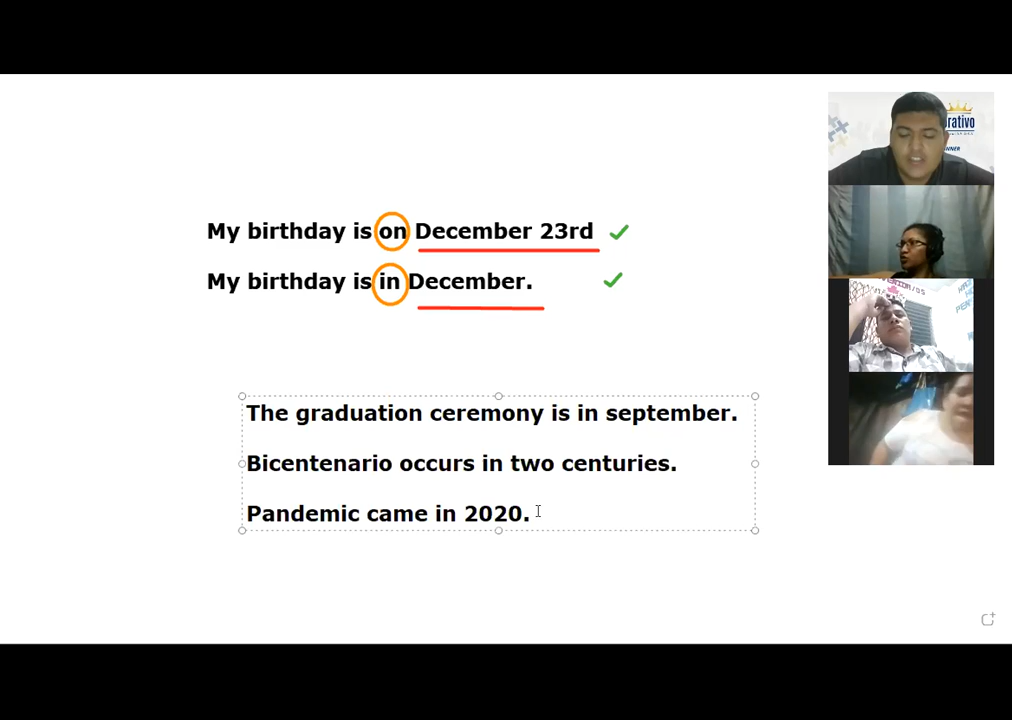 My birthday is on December 23rd
My birthday is in December.
The graduation ceremony is in september.
Bicentenario occurs in two centuries.
Pandemic came in 2020.